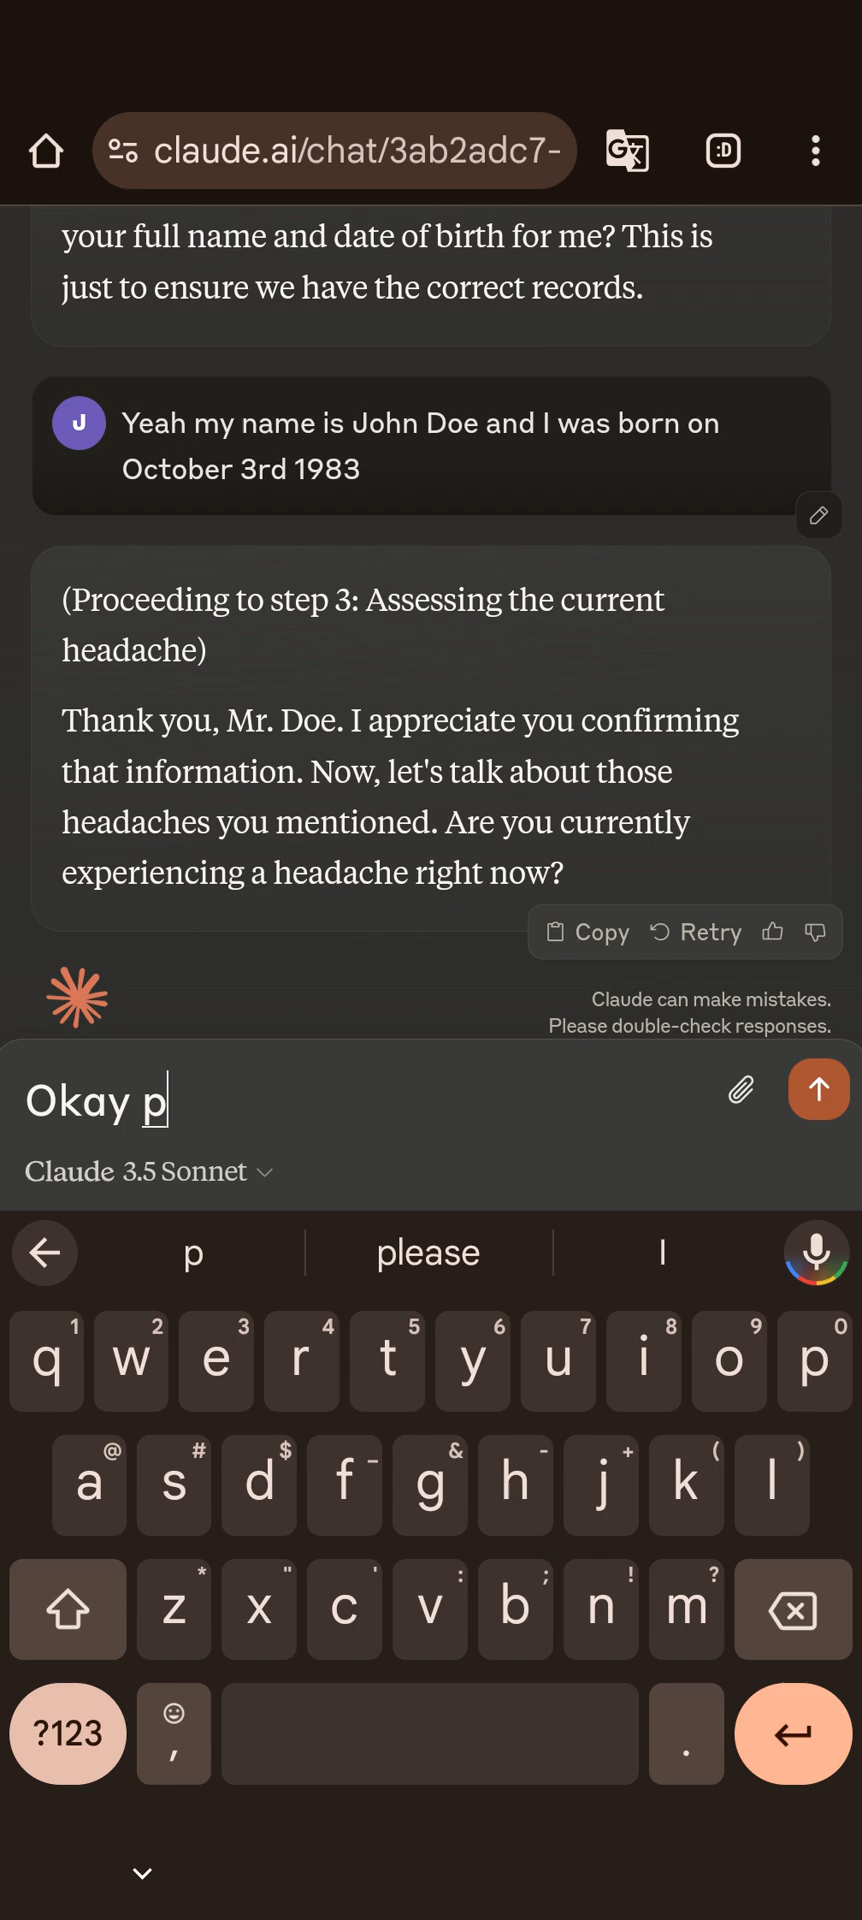 claude.ai/chat/3ab2adc7-
:D
your full name and date of birth for me? This is
just to ensure we have the correct records.
J
Yeah my name is John Doe and I was born on
October 3rd 1983
(Proceeding to step 3: Assessing the current
headache)
Thank you, Mr. Doe. I appreciate you confirming
that information. Now, let's talk about those
headaches you mentioned. Are you currently
experiencing a headache right now?
Copy Retry
Claude can make mistakes.
Please double-check responses.
Okay p
Claude 3.5 Sonnet
p please I
1 2 3 4 5 6 7 8 9 0
q w e r t y u i o p
@ # $ _ & - + ( )
a s d f g h j k l
* " ' : ; ! ?
z x c v b n m
?123 , .